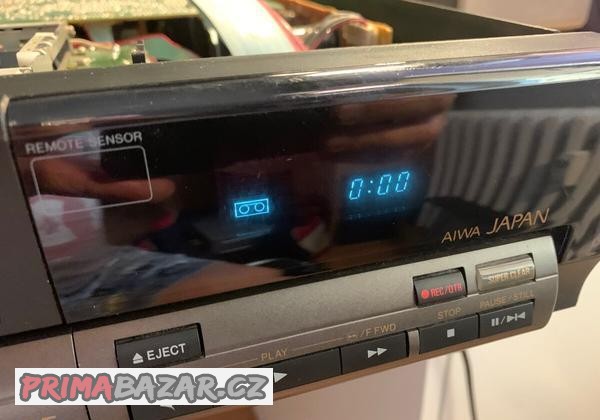 REMOTE SENSOR
0:00
AIWA JAPAN
REC/OTR
SUPER CLEAR
STOP
PAUSE / STILL
EJECT
PLAY
/F FWD
PRIMABAZAR.CZ